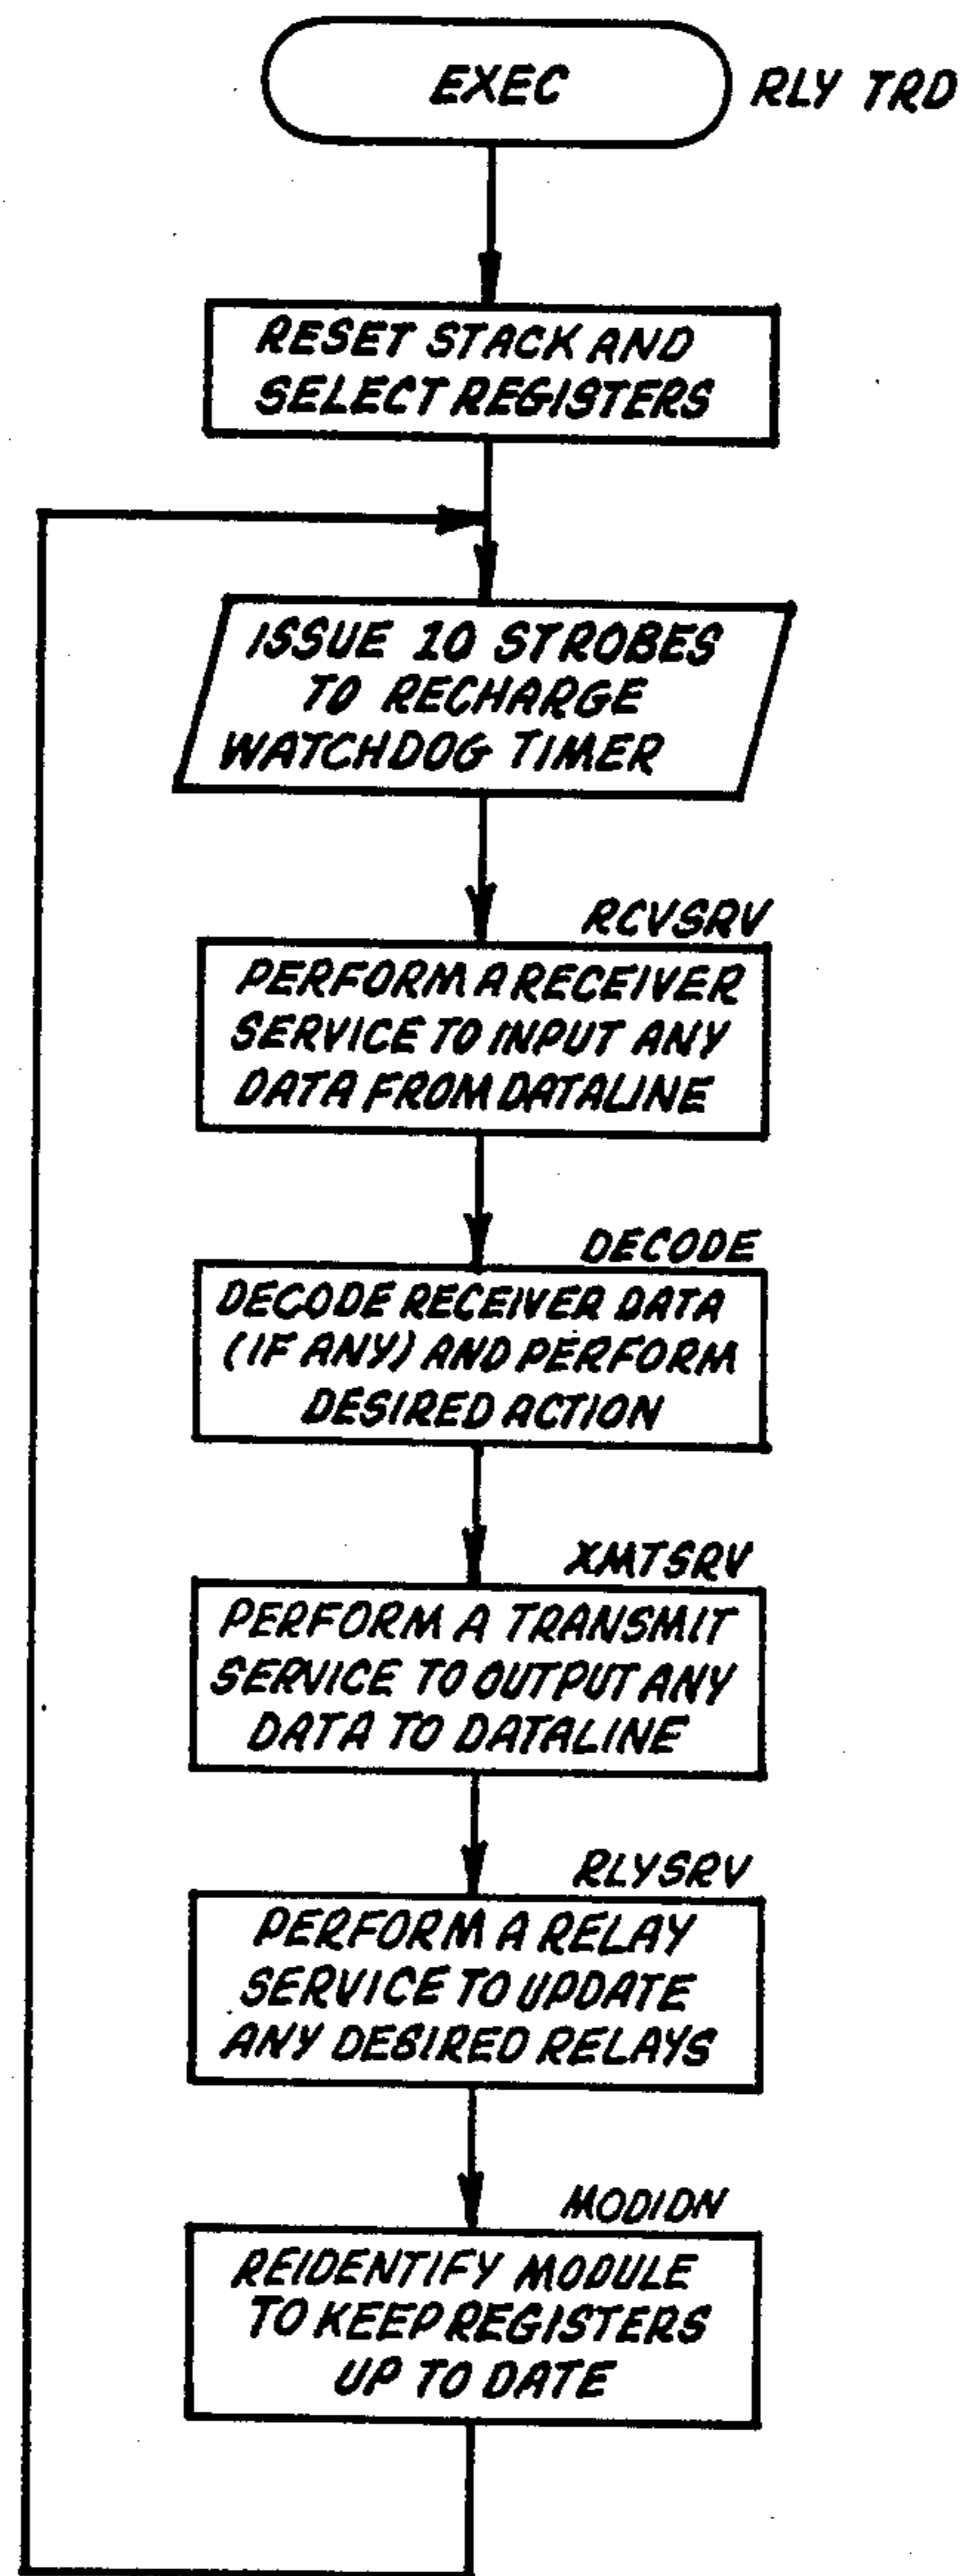 EXEC RLY TRD
RESET STACK AND
SELECT REGISTERS
ISSUE 10 STROBES
TO RECHARGE
WATCHDOG TIMER
RCVSRV
PERFORM A RECEIVER
SERVICE TO INPUT ANY
DATA FROM DATALINE
DECODE
DECODE RECEIVER DATA
(IF ANY) AND PERFORM
DESIRED ACTION
XMTSRV
PERFORM A TRANSMIT
SERVICE TO OUTPUT ANY
DATA TO DATALINE
RLYSRV
PERFORM A RELAY
SERVICE TO UPDATE
ANY DESIRED RELAYS
MODIDN
REIDENTIFY MODULE
TO KEEP REGISTERS
UP TO DATE